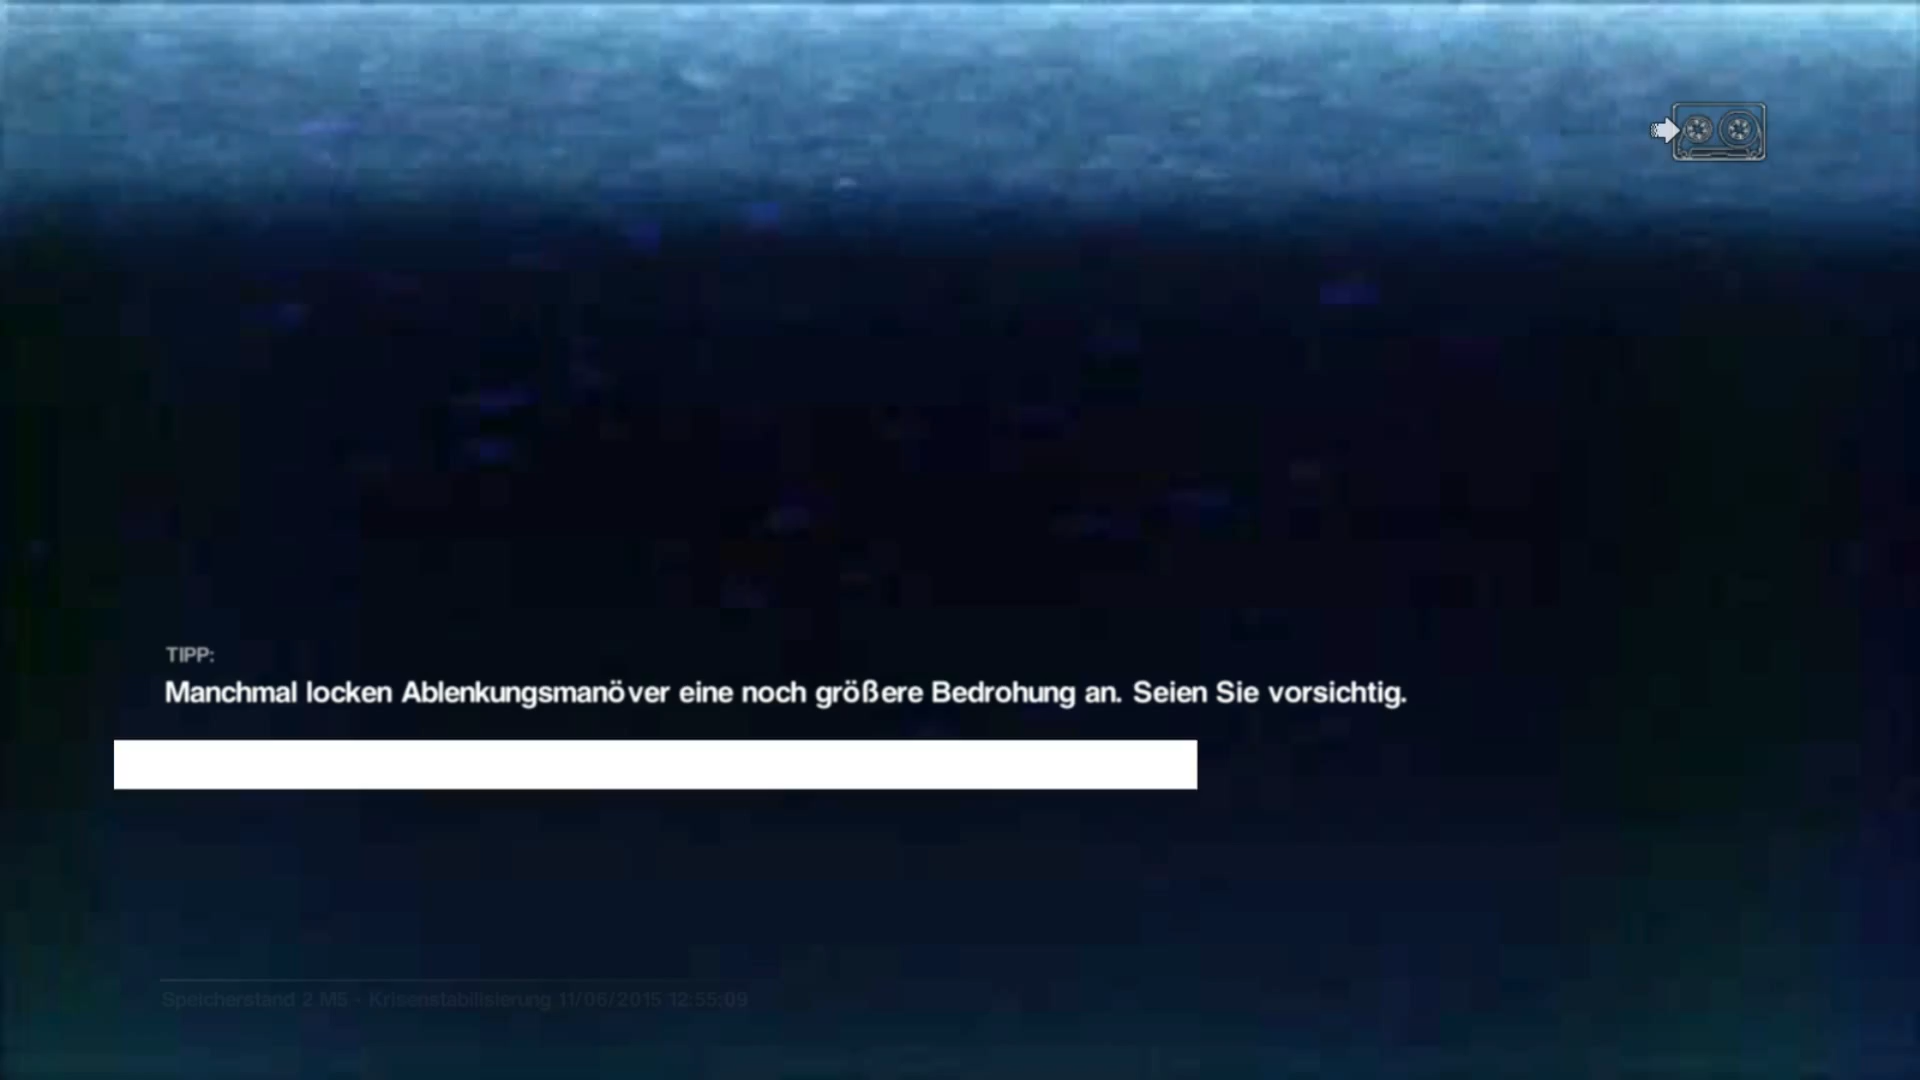 TIPP:
Manchmal locken Ablenkungsmanöver eine noch größere Bedrohung an. Seien Sie vorsichtig.
Speicherstand 2 M5 - Krisenstabilisierung 11/06/2015 12:55:09